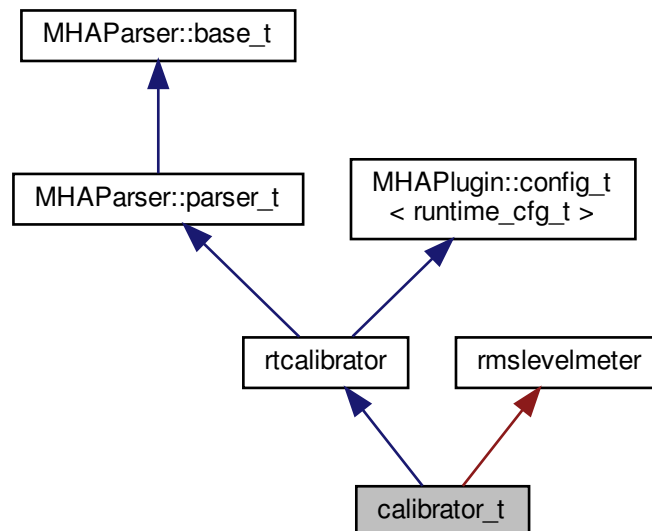 MHAParser::base_t
MHAParser::parser_t
MHAPlugin::config_t
< runtime_cfg_t >
rtcalibrator
rmslevelmeter
calibrator_t